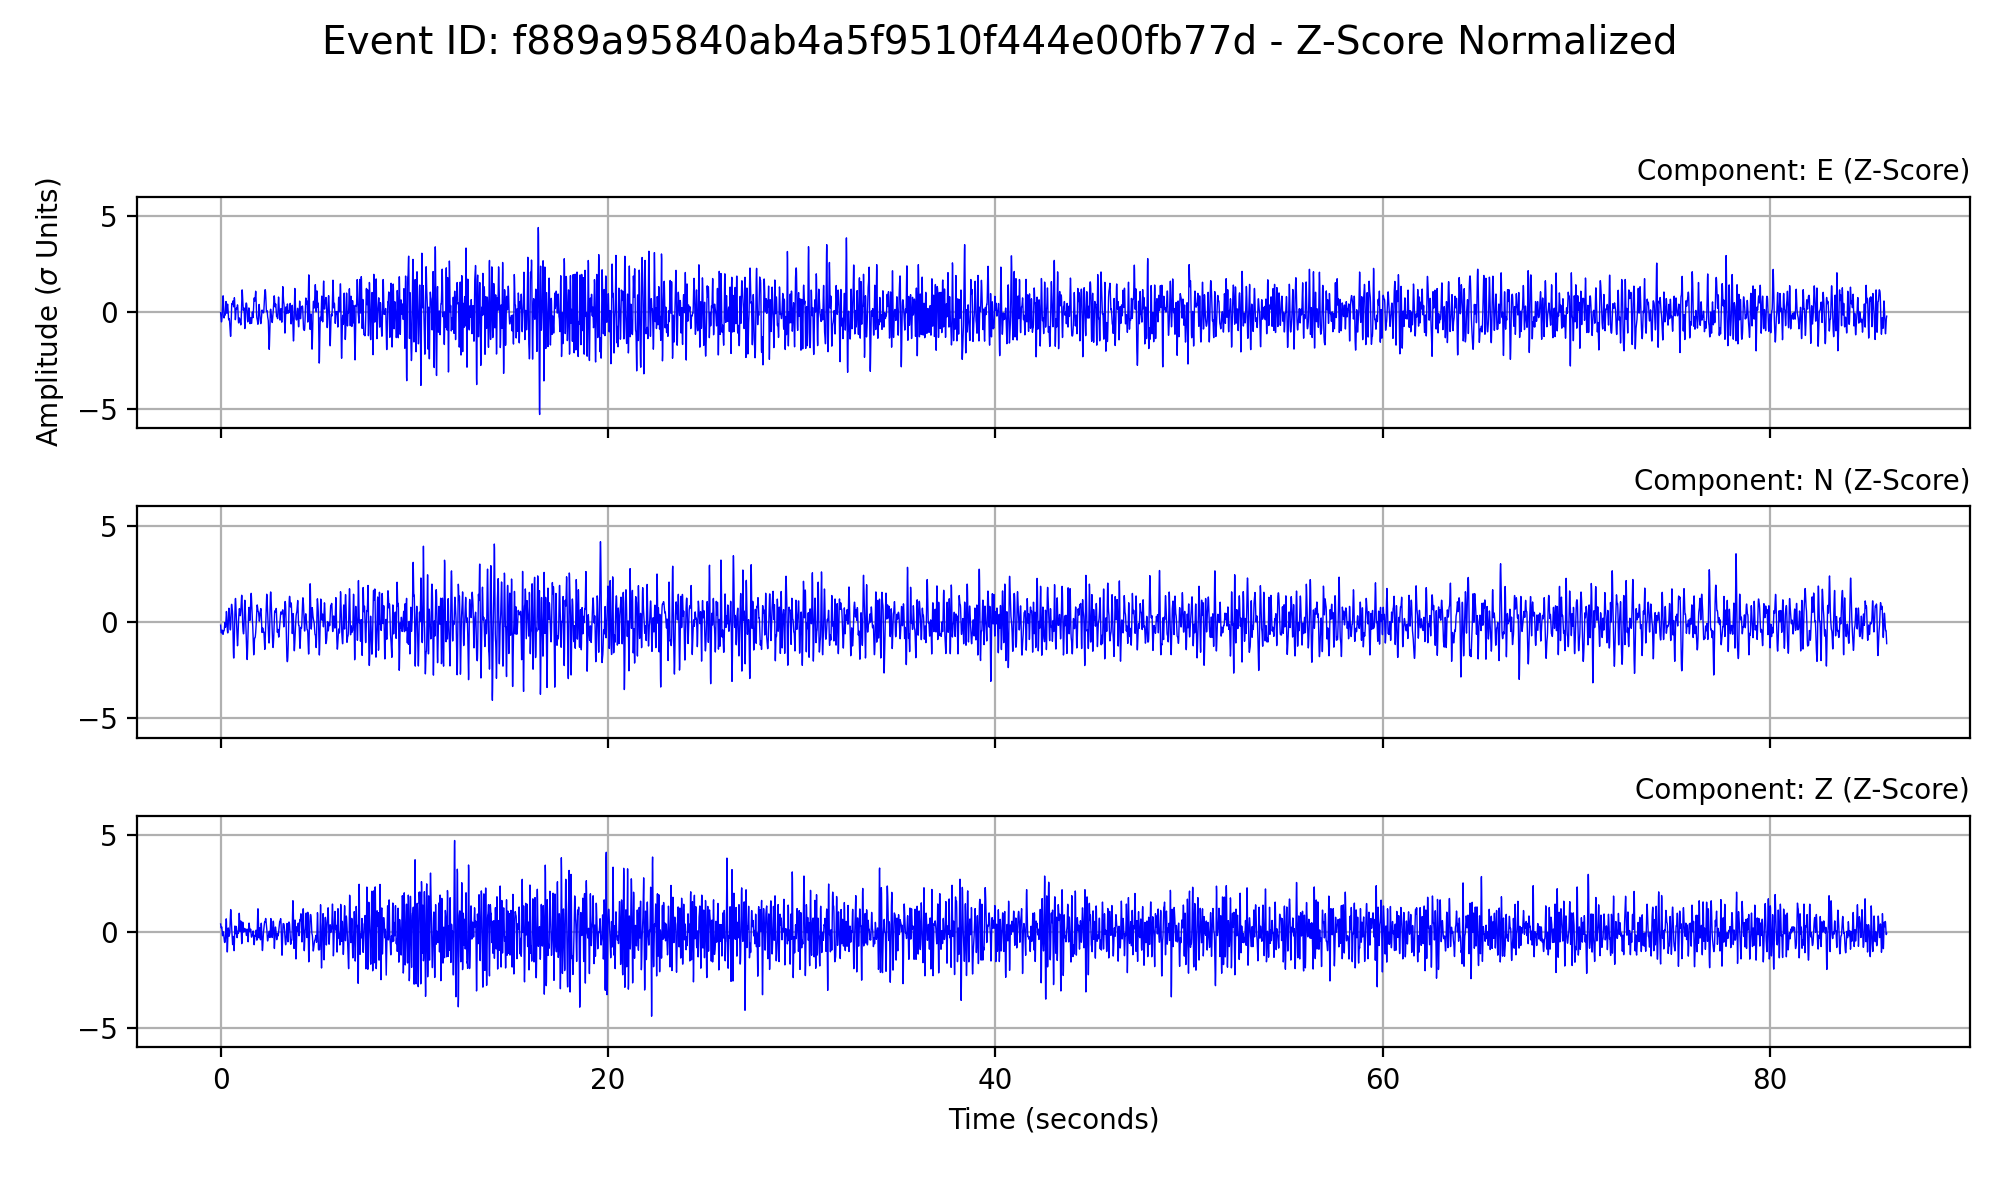 Event ID: f889a95840ab4a5f9510f444e00fb77d - Z-Score Normalized
Component: E (Z-Score)
Amplitude (σ Units)
5
0
−5
Component: N (Z-Score)
5
0
−5
Component: Z (Z-Score)
5
0
−5
0 20 40 60 80
Time (seconds)